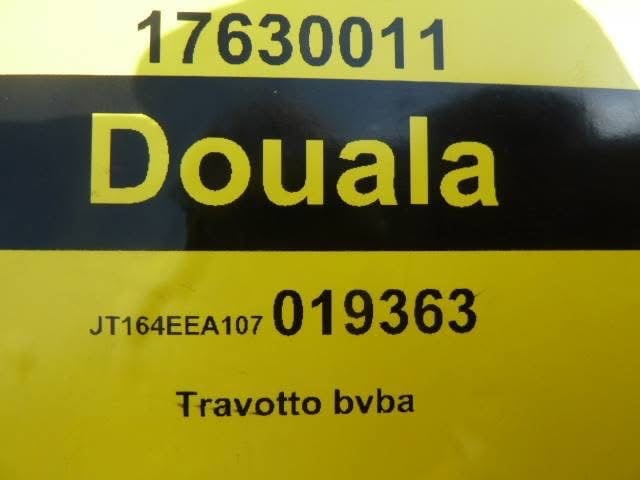 17630011
Douala
JT164EEA107 019363
Travotto bvba